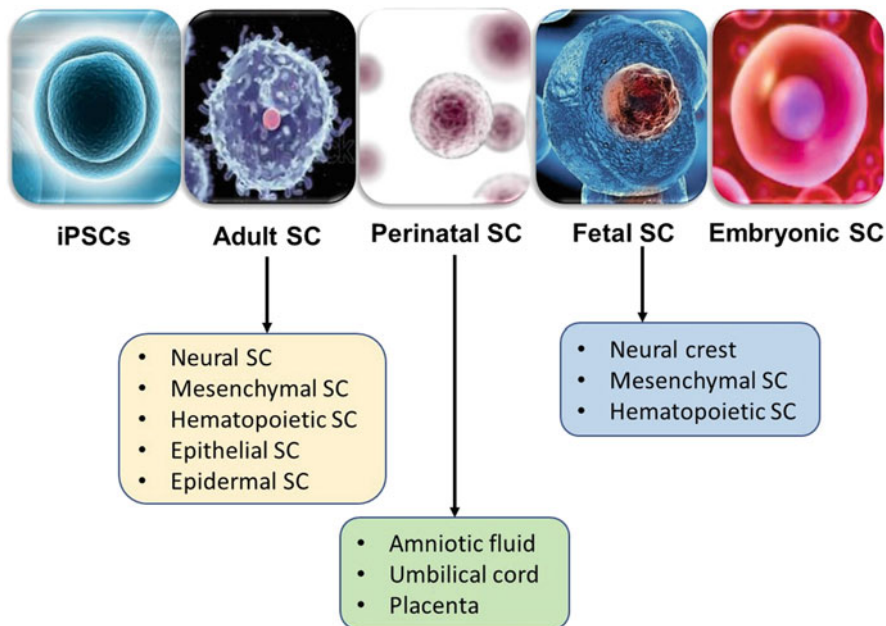 iPSCs
Adult SC
Perinatal SC
Fetal SC
Embryonic SC
• Neural SC
• Mesenchymal SC
• Hematopoietic SC
• Epithelial SC
• Epidermal SC
• Neural crest
• Mesenchymal SC
• Hematopoietic SC
• Amniotic fluid
• Umbilical cord
• Placenta